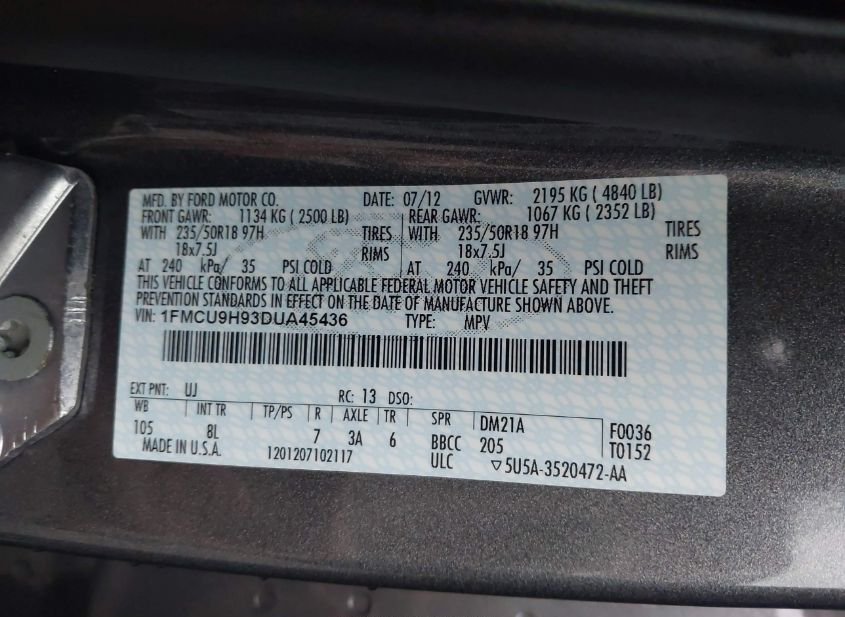 MFD. BY FORD MOTOR CO. DATE: 07/12 GVWR: 2195 KG ( 4840 LB)
FRONT GAWR: 1134 KG ( 2500 LB) REAR GAWR: 1067 KG ( 2352 LB)
WITH 235/50R18 97H TIRES WITH 235/50R18 97H TIRES
18x7.5J RIMS 18x7.5J RIMS
AT 240 kPa/ 35 PSI COLD AT 240 kPa/ 35 PSI COLD
THIS VEHICLE CONFORMS TO ALL APPLICABLE FEDERAL MOTOR VEHICLE SAFETY AND THEFT
PREVENTION STANDARDS IN EFFECT ON THE DATE OF MANUFACTURE SHOWN ABOVE.
VIN: 1FMCU9H93DUA45436 TYPE: MPV
EXT PNT: UJ RC: 13 DSO:
WB INT TR TP/PS R AXLE TR SPR DM21A F0036
105 8L 7 3A 6 BBCC 205 T0152
MADE IN U.S.A. 1201207102117 ULC ▽5U5A-3520472-AA